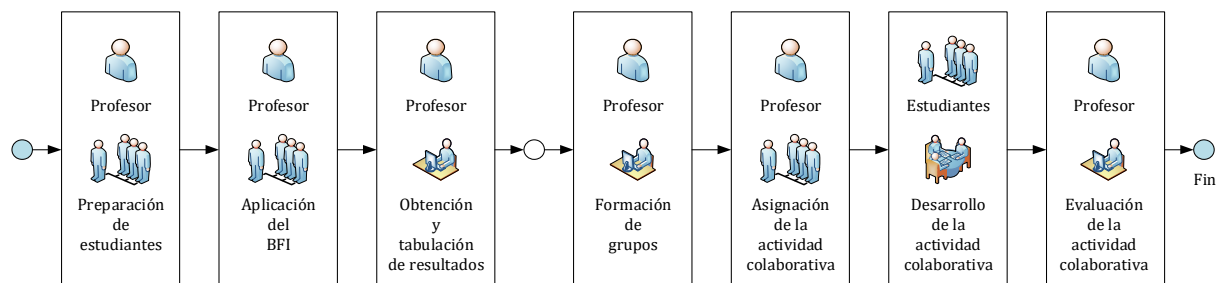 Profesor
Preparación
de
estudiantes
Profesor
Aplicación
del
BFI
Profesor
Obtención
y
tabulación
de resultados
Profesor
Formación
de
grupos
Profesor
Asignación
de la
actividad
colaborativa
Estudiantes
Desarrollo
de la
actividad
colaborativa
Profesor
Evaluación
de la
actividad
colaborativa
Fin